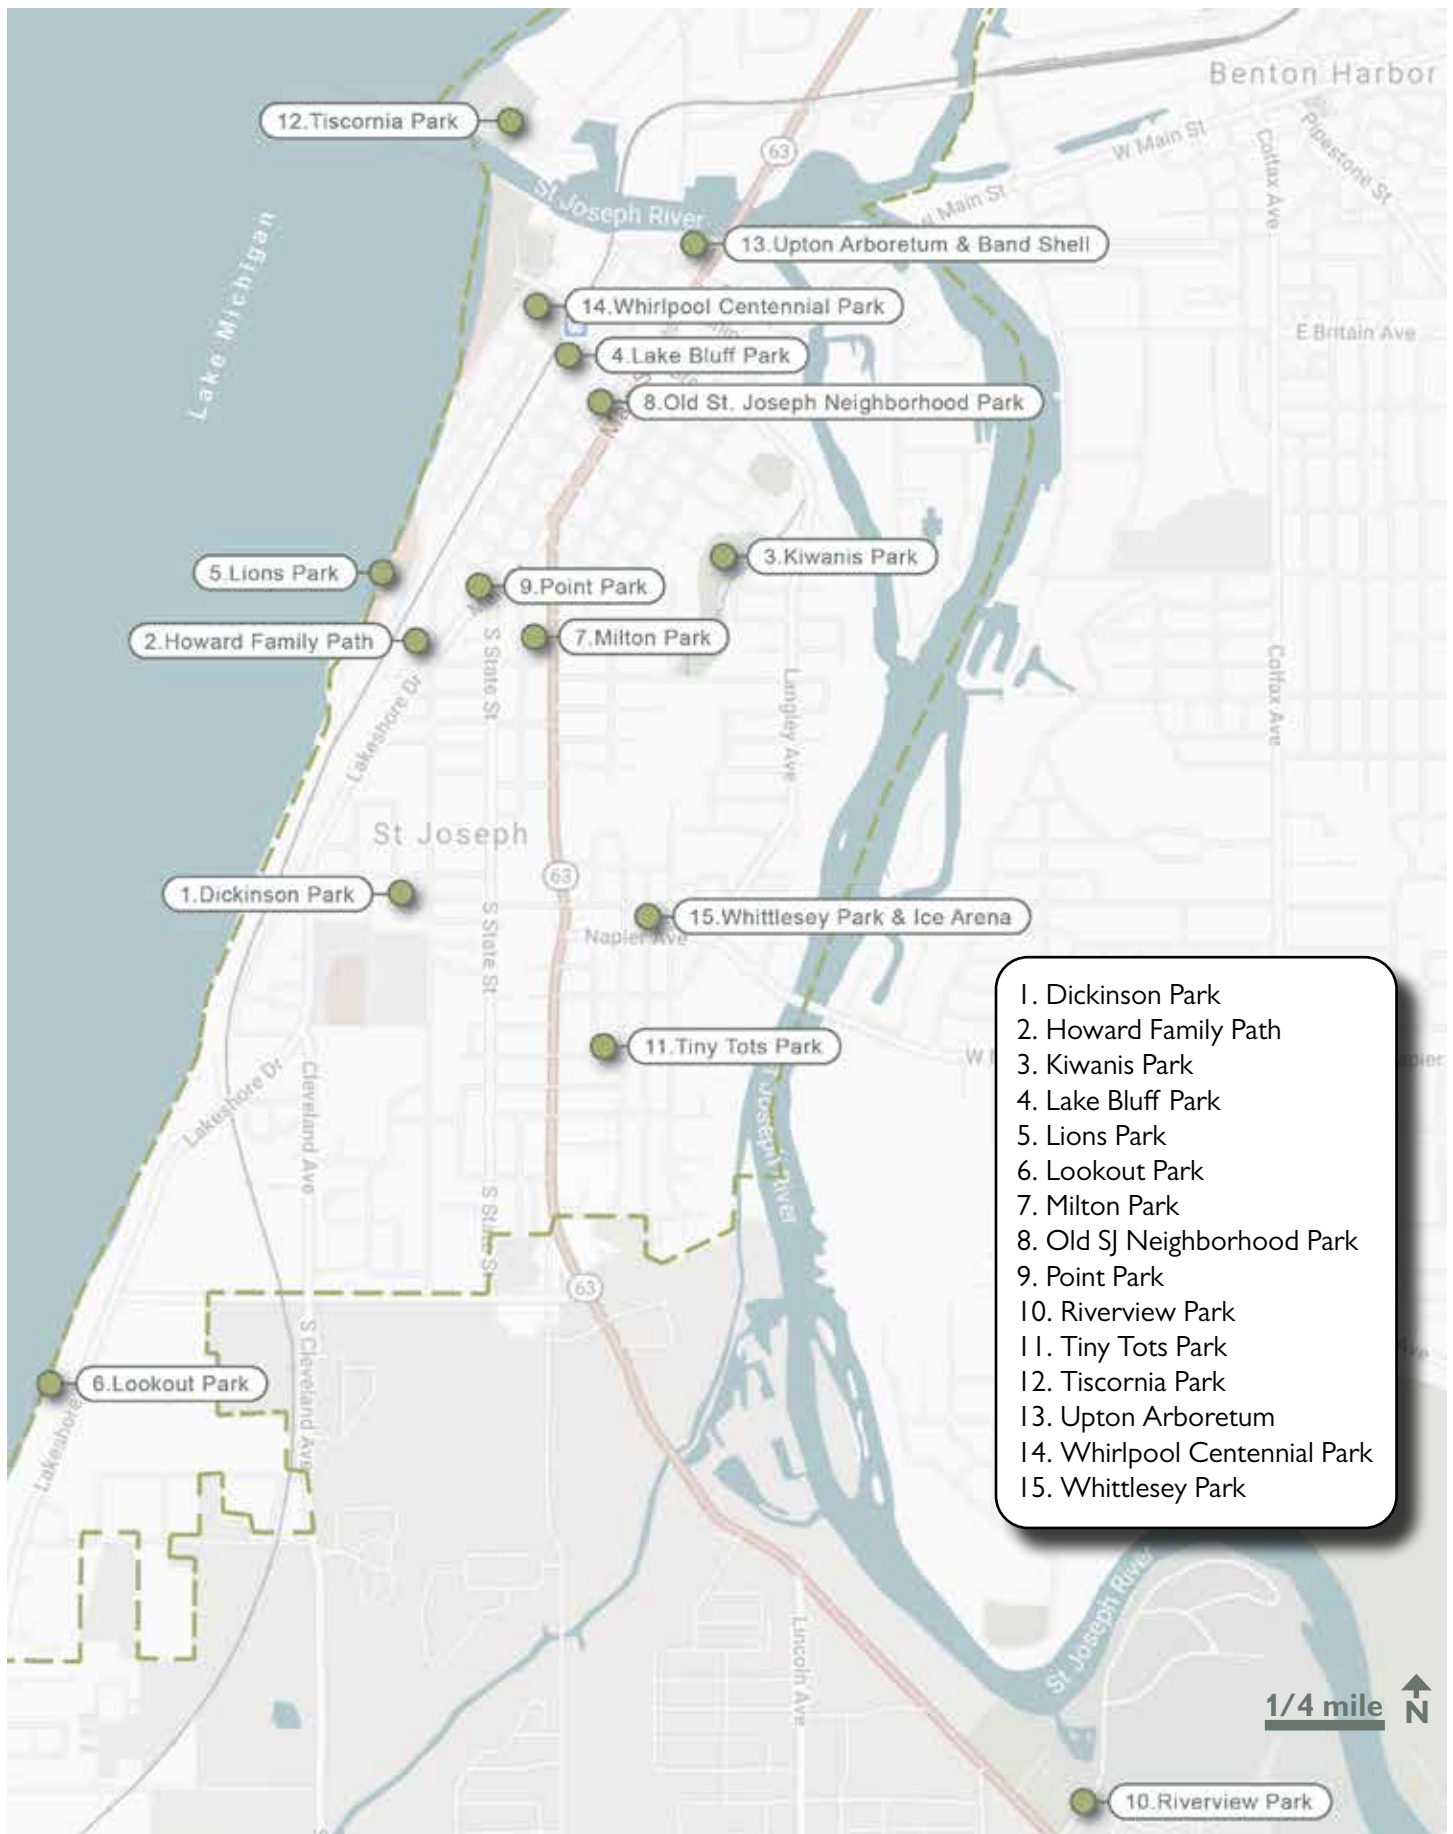 Benton Harbor
12.Tiscornia Park
63
W Main St
Pipestone St
Colfax Ave
St Joseph River
Main St
Lake Michigan
13.Upton Arboretum & Band Shell
14.Whirlpool Centennial Park
E Britain Ave
4.Lake Bluff Park
8.Old St. Joseph Neighborhood Park
3.Kiwanis Park
5.Lions Park
9.Point Park
7.Milton Park
2.Howard Family Path
S State St
Lakeshore Dr
Langley Ave
Colfax Ave
St Joseph
63
1.Dickinson Park
15.Whittlesey Park & Ice Arena
Napier Ave
S State St
11.Tiny Tots Park
Lakeshore Dr
Cleveland Ave
Joseph River
S State St
63
6.Lookout Park
Lakeshore
S Cleveland Ave
1. Dickinson Park
2. Howard Family Path
3. Kiwanis Park
4. Lake Bluff Park
5. Lions Park
6. Lookout Park
7. Milton Park
8. Old SJ Neighborhood Park
9. Point Park
10. Riverview Park
11. Tiny Tots Park
12. Tiscornia Park
13. Upton Arboretum
14. Whirlpool Centennial Park
15. Whittlesey Park
St Joseph River
Lincoln Ave
1/4 mile
N
10.Riverview Park